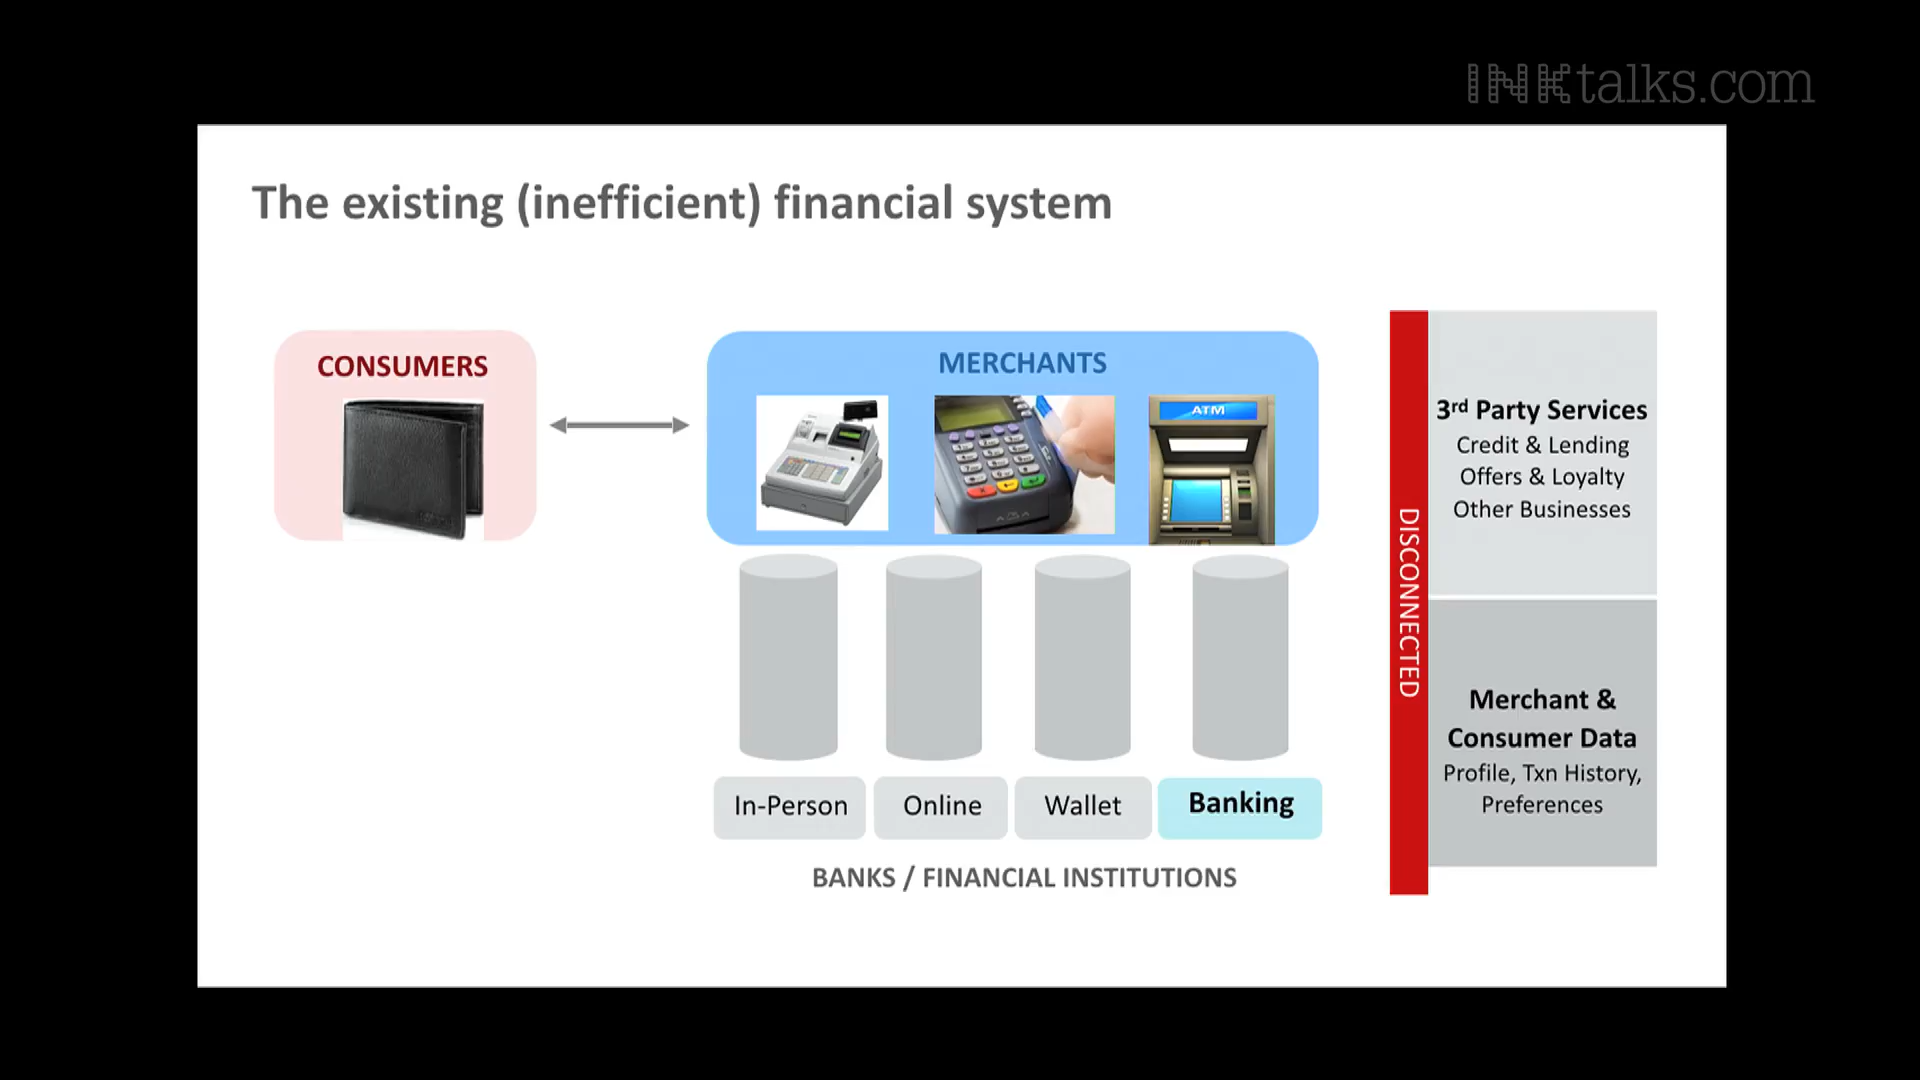 INKtalks.com
The existing (inefficient) financial system
CONSUMERS
MERCHANTS
ATM
3rd Party Services
Credit & Lending
Offers & Loyalty
Other Businesses
DISCONNECTED
Merchant &
Consumer Data
Profile, Txn History,
Preferences
In-Person
Online
Wallet
Banking
BANKS / FINANCIAL INSTITUTIONS